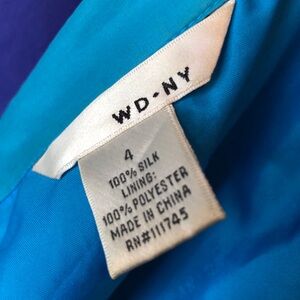 WD-NY
4
100% SILK
LINING:
100% POLYESTER
MADE IN CHINA
RN#111745